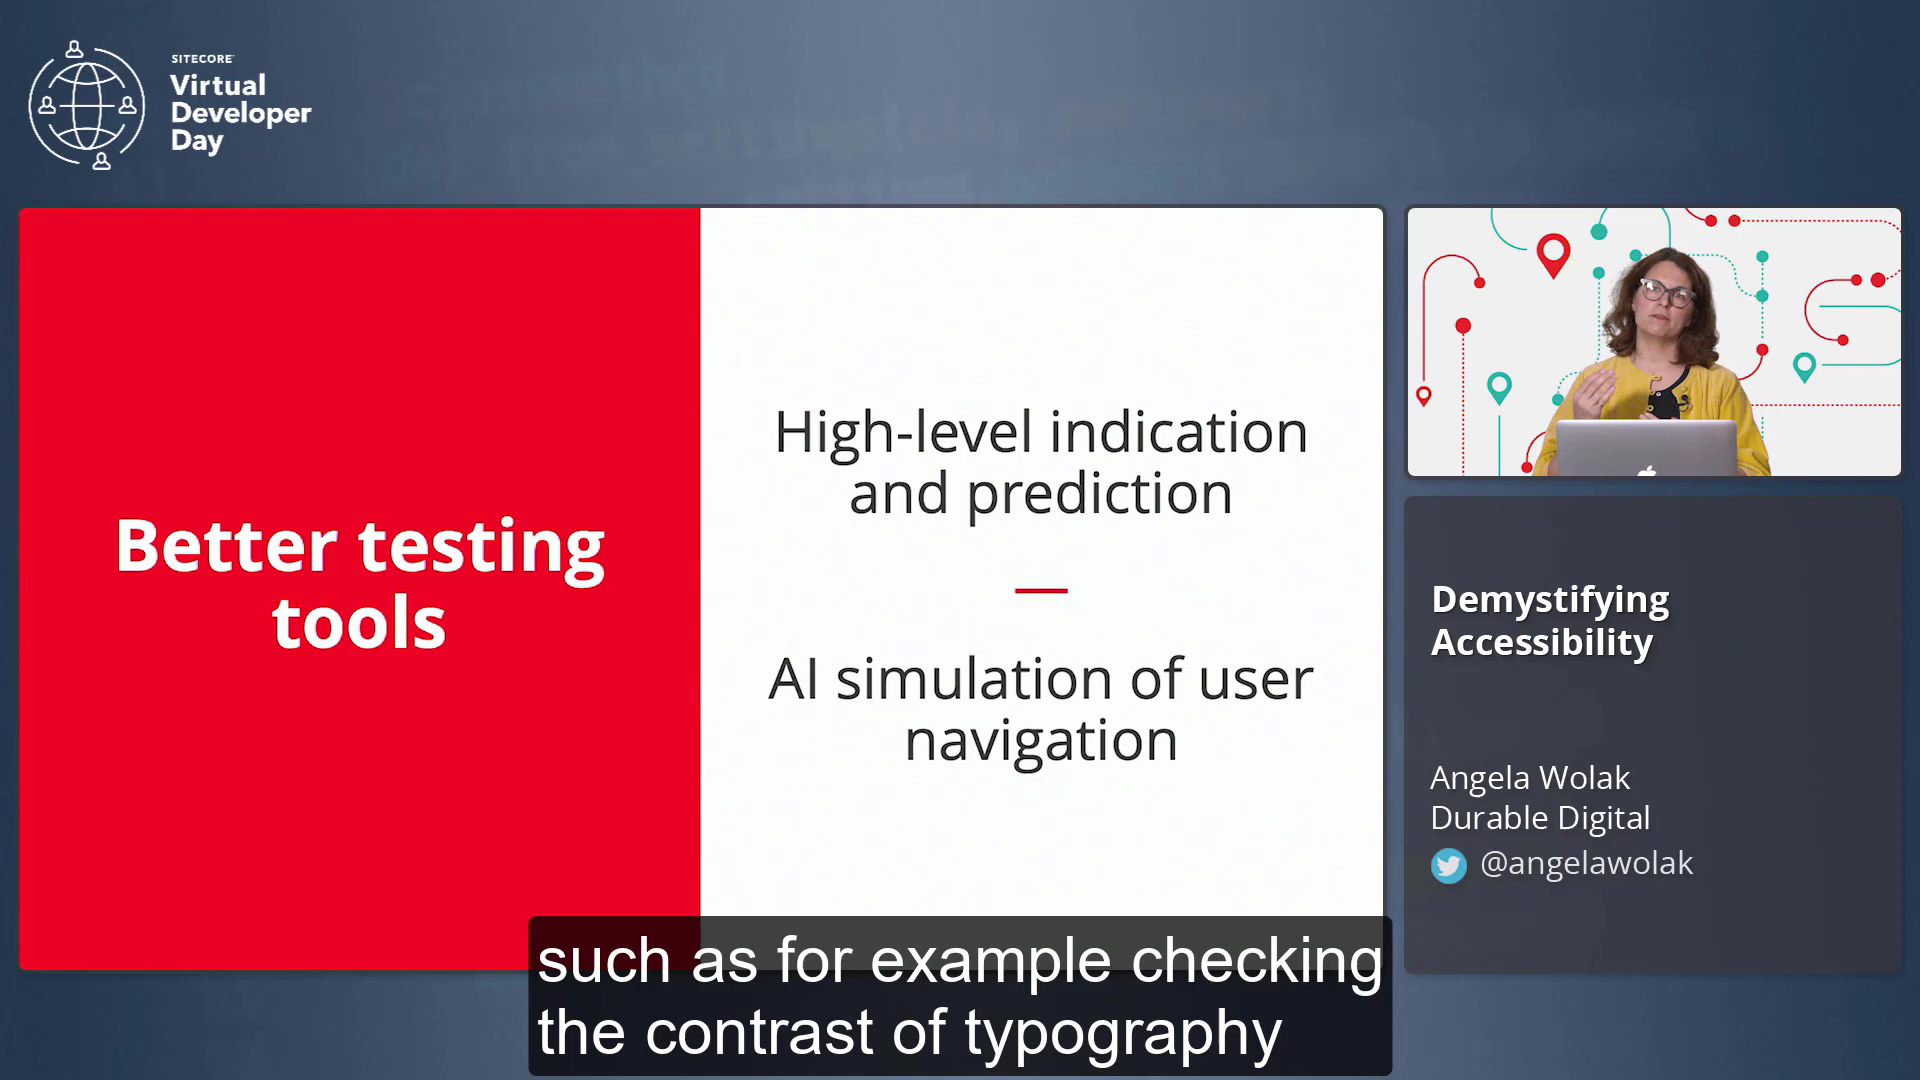 SITECORE
Virtual
Developer
Day
Better testing
tools
High-level indication
and prediction
AI simulation of user
navigation
Demystifying
Accessibility
Angela Wolak
Durable Digital
@angelawolak
such as for example checking
the contrast of typography